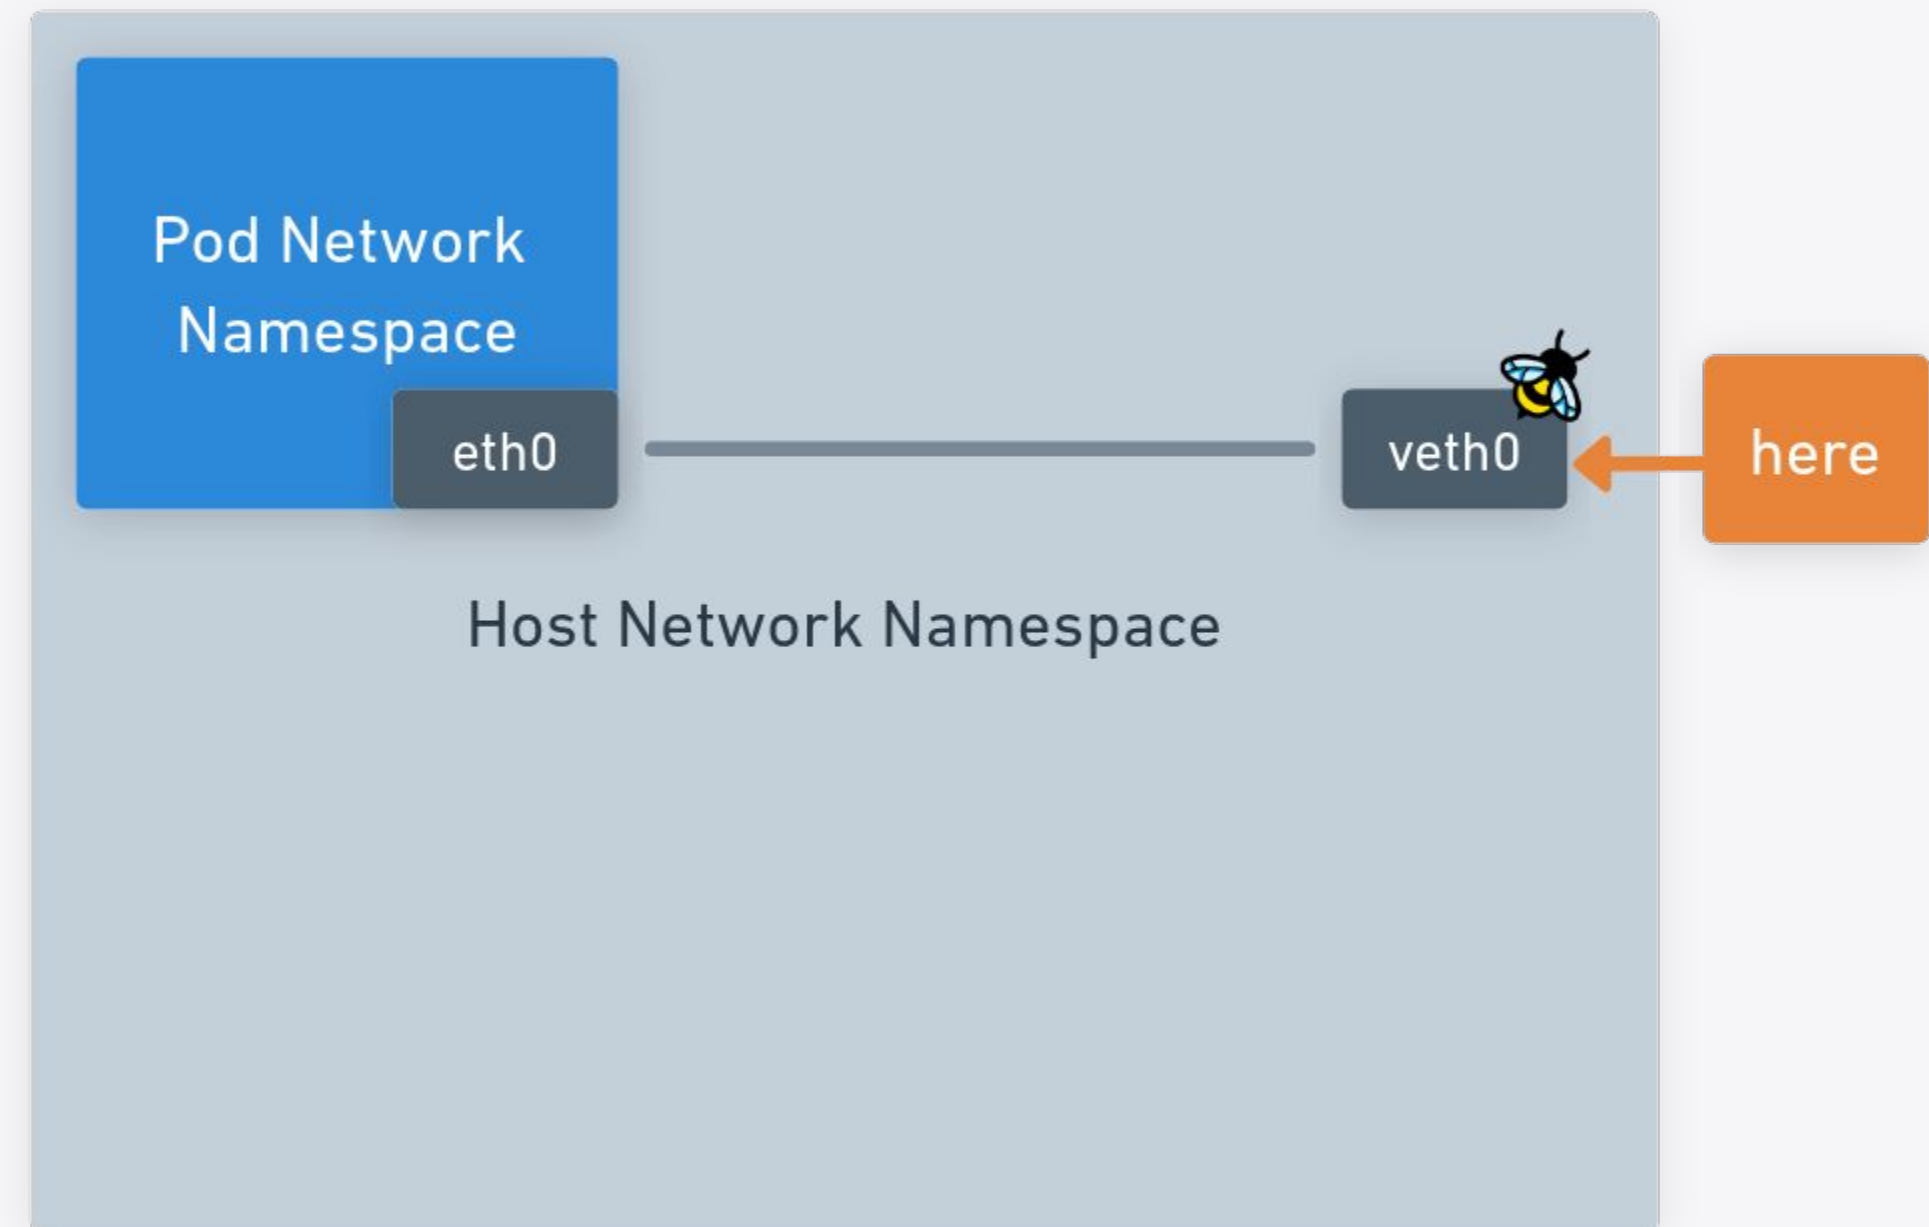 Pod Network
Namespace
eth0
veth0
here
Host Network Namespace